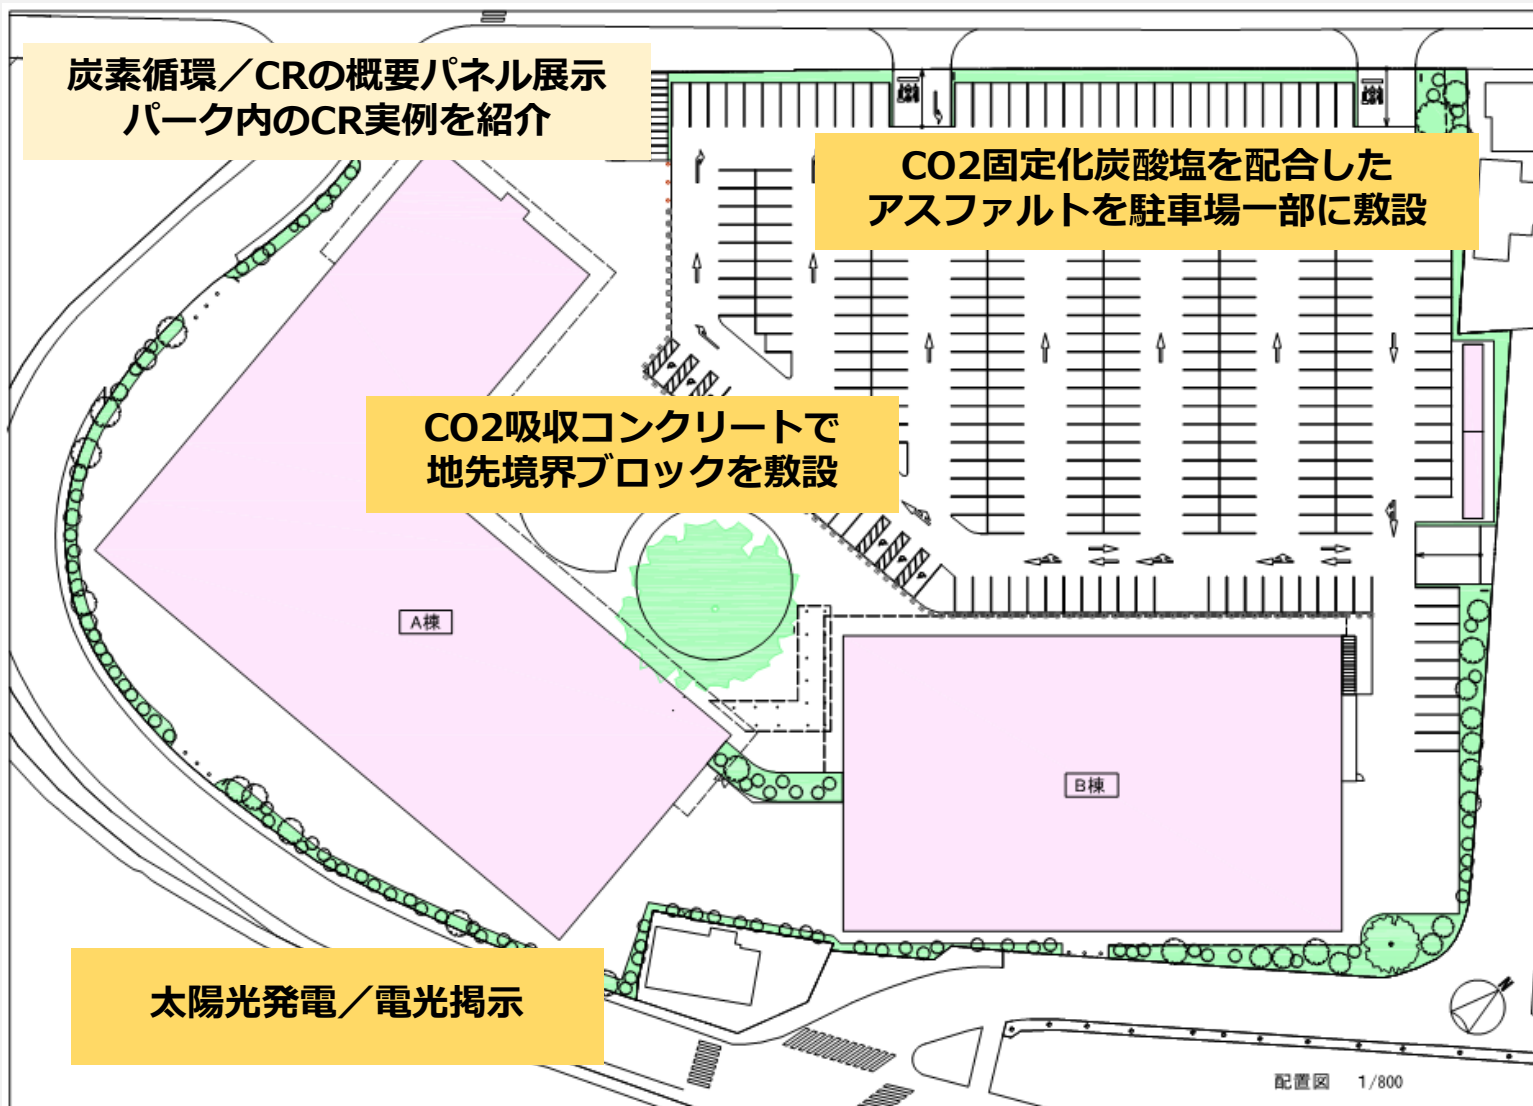 炭素循環／CRの概要パネル展示
パーク内のCR実例を紹介
CO2固定化炭酸塩を配合した
アスファルトを駐車場一部に敷設
CO2吸収コンクリートで
地先境界ブロックを敷設
A棟
B棟
太陽光発電／電光掲示
N
配置図 1/800